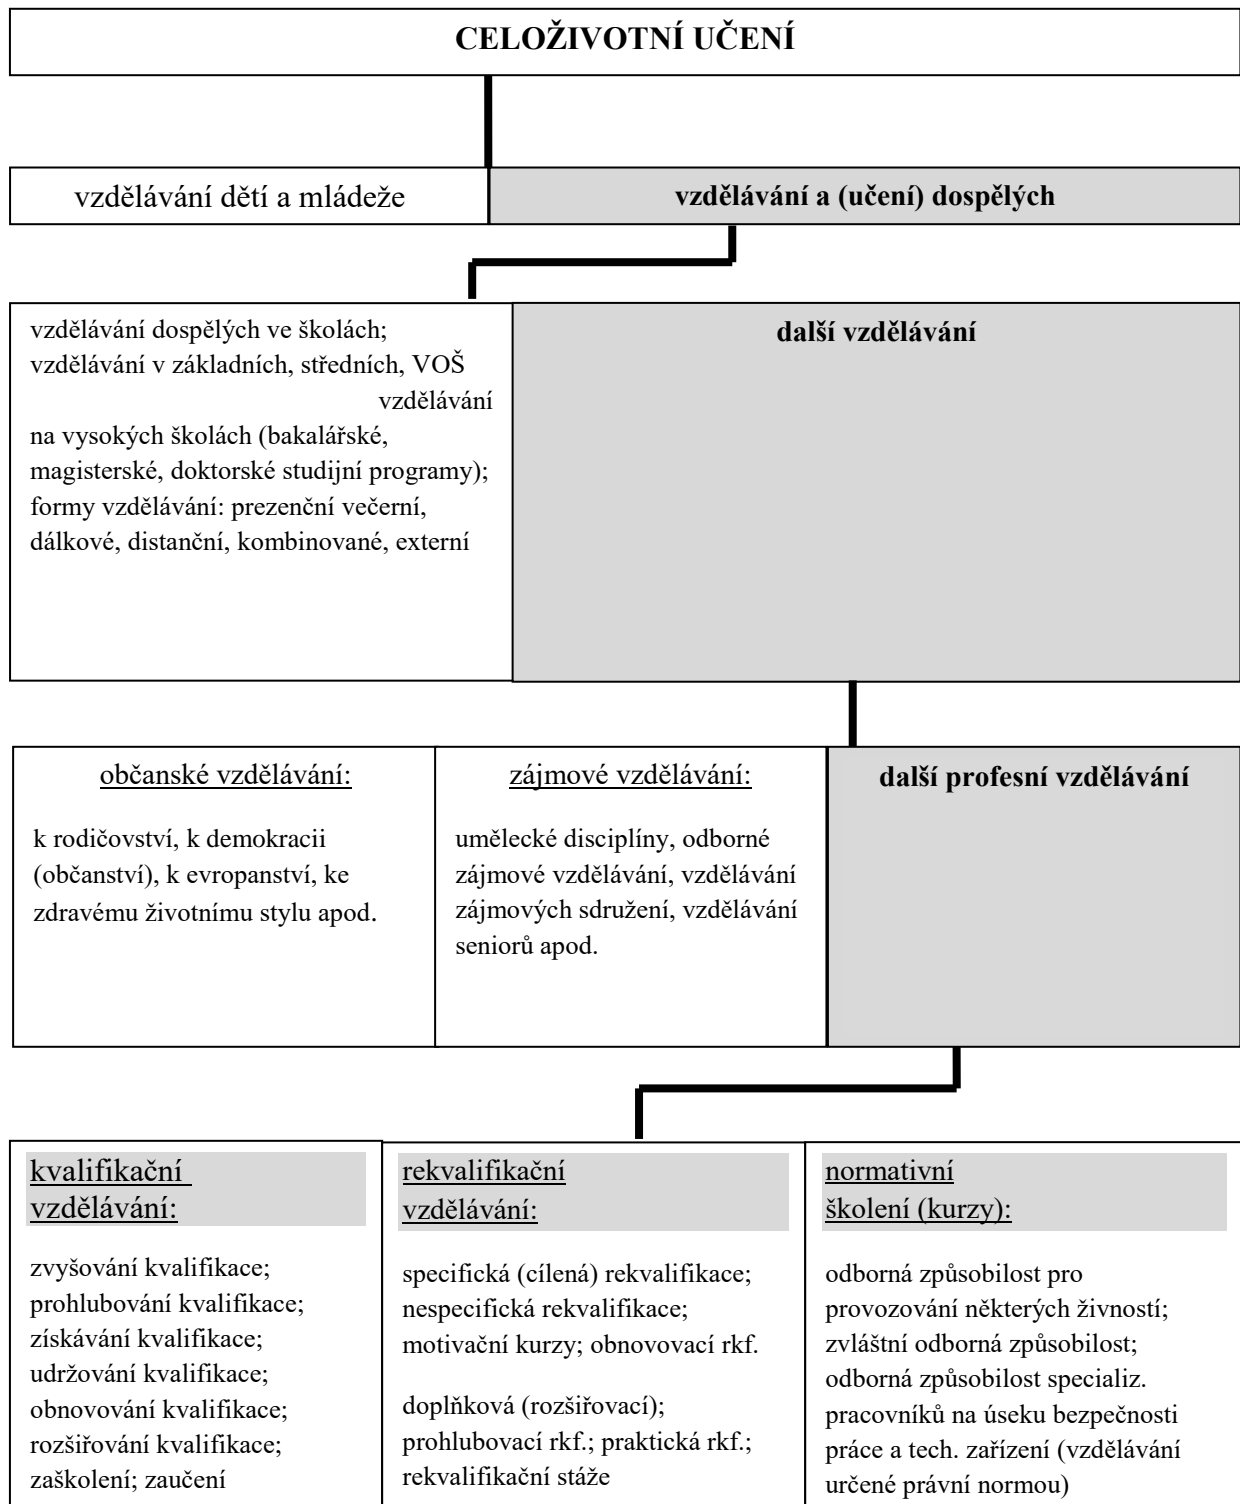 CELOŽIVOTNÍ UČENÍ
vzdělávání dětí a mládeže
vzdělávání a (učení) dospělých
vzdělávání dospělých ve školách;
vzdělávání v základních, středních, VOŠ
vzdělávání
na vysokých školách (bakalářské,
magisterské, doktorské studijní programy);
formy vzdělávání: prezenční večerní,
dálkové, distanční, kombinované, externí
další vzdělávání
občanské vzdělávání:
k rodičovství, k demokracii
(občanství), k evropanství, ke
zdravému životnímu stylu apod.
zájmové vzdělávání:
umělecké disciplíny, odborné
zájmové vzdělávání, vzdělávání
zájmových sdružení, vzdělávání
seniorů apod.
další profesní vzdělávání
kvalifikační
vzdělávání:
zvyšování kvalifikace;
prohlubování kvalifikace;
získávání kvalifikace;
udržování kvalifikace;
obnovování kvalifikace;
rozšiřování kvalifikace;
zaškolení; zaučení
rekvalifikační
vzdělávání:
specifická (cílená) rekvalifikace;
nespecifická rekvalifikace;
motivační kurzy; obnovovací rkf.
doplňková (rozšiřovací);
prohlubovací rkf.; praktická rkf.;
rekvalifikační stáže
normativní
školení (kurzy):
odborná způsobilost pro
provozování některých živností;
zvláštní odborná způsobilost;
odborná způsobilost specializ.
pracovníků na úseku bezpečnosti
práce a tech. zařízení (vzdělávání
určené právní normou)